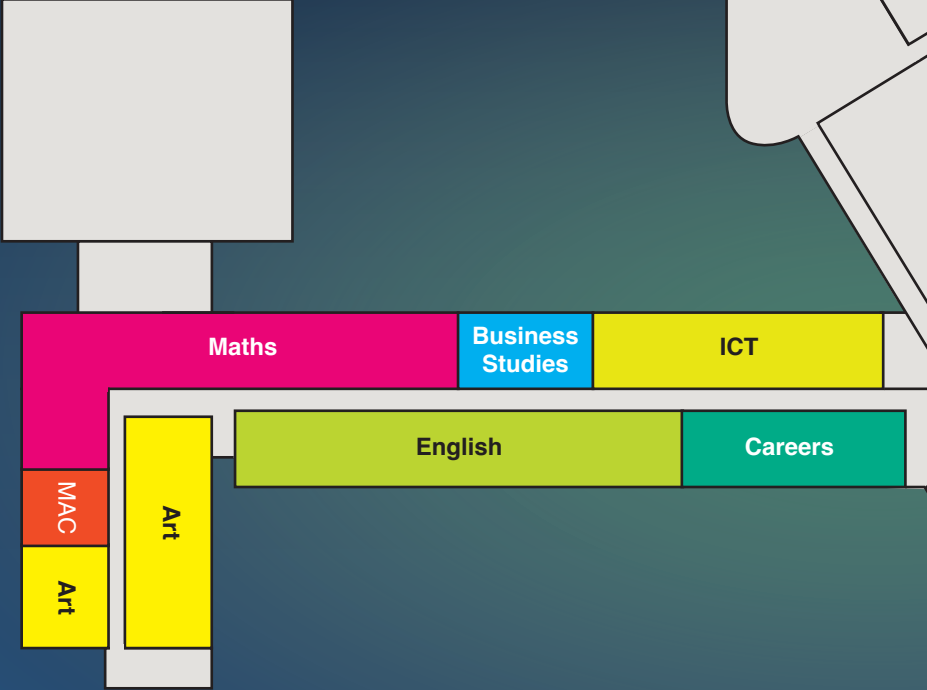 Maths
Business
Studies
ICT
English
Careers
MAC
Art
Art